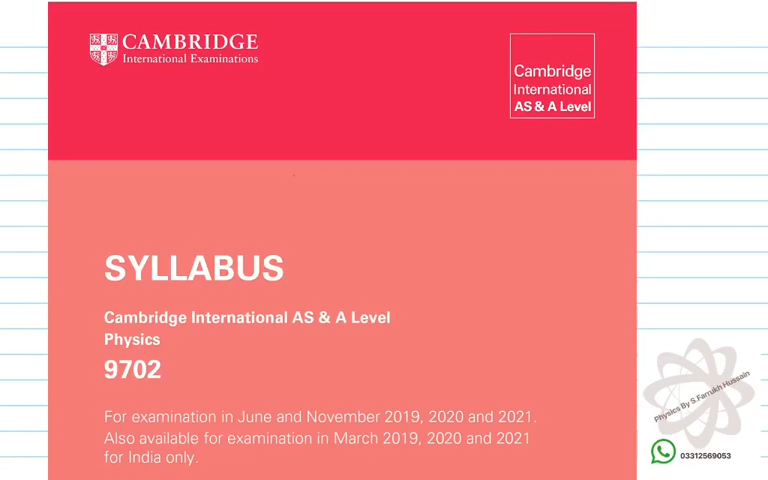 CAMBRIDGE
International Examinations
Cambridge
International
AS & A Level
SYLLABUS
Cambridge International AS & A Level
Physics
9702
For examination in June and November 2019, 2020 and 2021.
Also available for examination in March 2019, 2020 and 2021
for India only.
Physics By S.Farrukh Hussain
03312569053